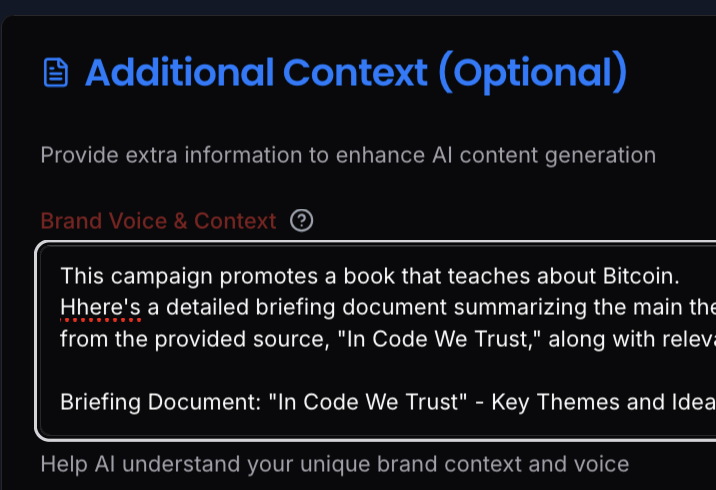 Additional Context (Optional)
Provide extra information to enhance AI content generation
Brand Voice & Context ?
This campaign promotes a book that teaches about Bitcoin.
Hhere's a detailed briefing document summarizing the main the
from the provided source, "In Code We Trust," along with releva
Briefing Document: "In Code We Trust" - Key Themes and Idea
Help AI understand your unique brand context and voice